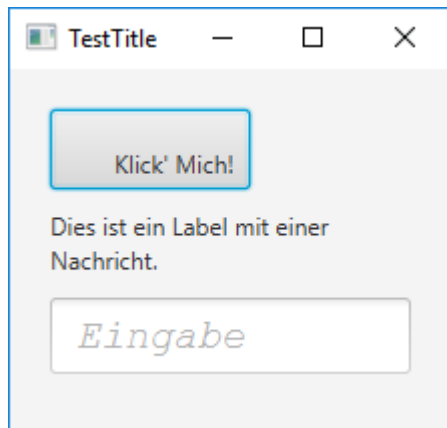 TestTitle
Klick' Mich!
Dies ist ein Label mit einer
Nachricht.
Eingabe